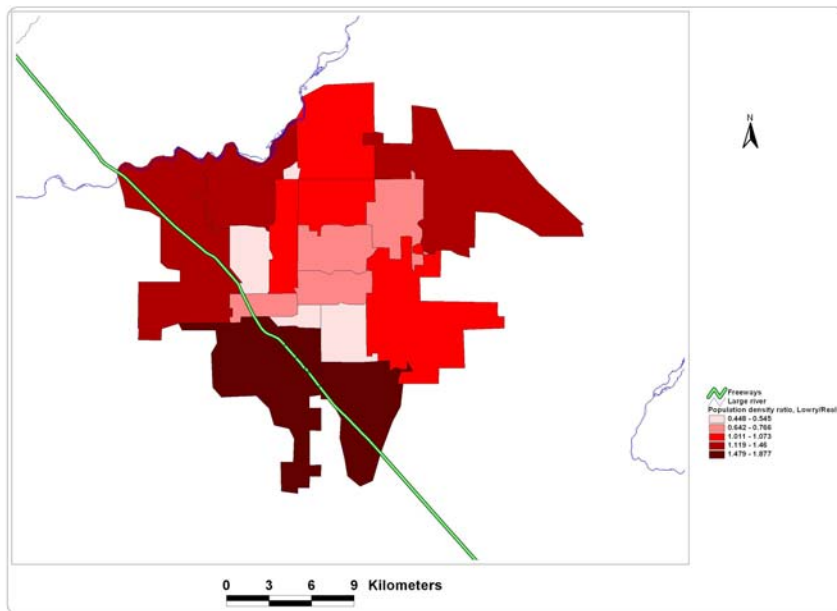 N
Freeways
Large river
Population density ratio, Lowry/Real
0.448 - 0.545
0.642 - 0.766
1.011 - 1.073
1.119 - 1.46
1.479 - 1.877
0 3 6 9 Kilometers